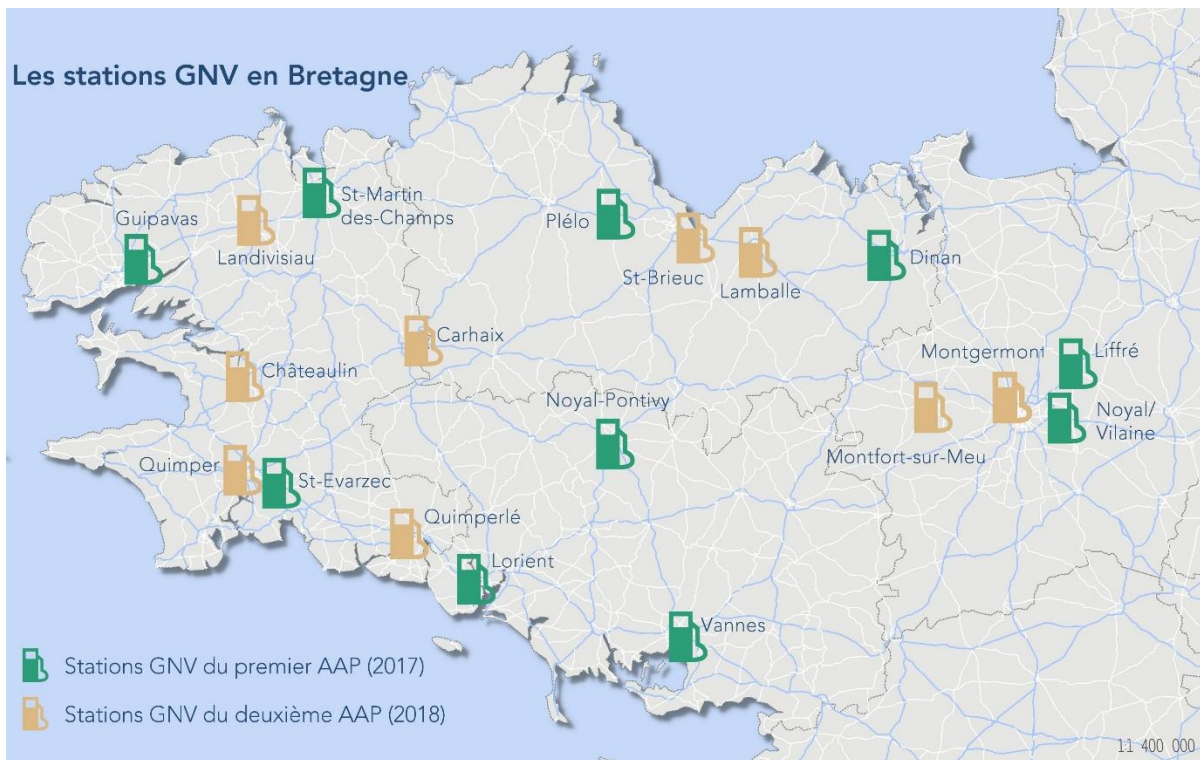 Les stations GNV en Bretagne
St-Martin
des-Champs
Guipavas
Landivisiau
Plélo
St-Brieuc
Lamballe
Dinan
Carhaix
Châteaulin
Montgermont
Liffré
Noyal-Pontivy
Noyal/
Vilaine
Montfort-sur-Meu
Quimper
St-Evarzec
Quimperlé
Lorient
Vannes
Stations GNV du premier AAP (2017)
Stations GNV du deuxième AAP (2018)
11 400 000